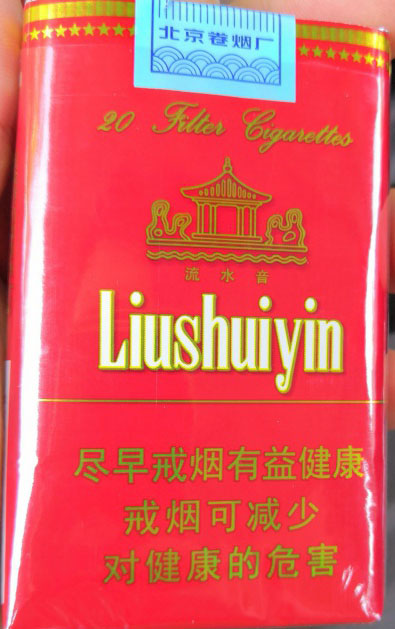 北京卷烟厂
20 Filter Cigarettes
流水音
Liushuiyin
尽早戒烟有益健康
戒烟可减少
对健康的危害